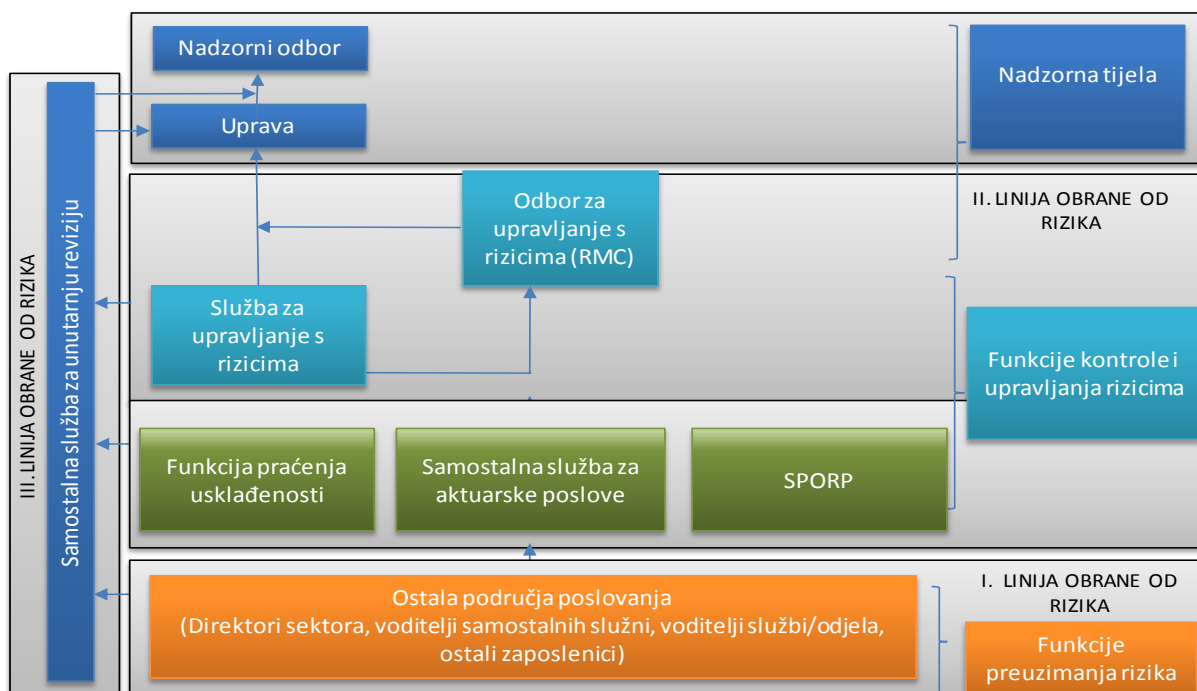 Nadzorni odbor
Uprava
Nadzorna tijela
III. LINIJA OBRANE OD RIZIKA
Samostalna služba za unutarnju reviziju
II. LINIJA OBRANE OD
RIZIKA
Odbor za
upravljanje s
rizicima (RMC)
Služba za
upravljanje s
rizicima
Funkcije kontrole i
upravljanja rizicima
Funkcija praćenja
usklađenosti
Samostalna služba za
aktuarske poslove
SPORP
I. LINIJA OBRANE OD
RIZIKA
Ostala područja poslovanja
(Direktori sektora, voditelji samostalnih služni, voditelji službi/odjela,
ostali zaposlenici)
Funkcije
preuzimanja rizika